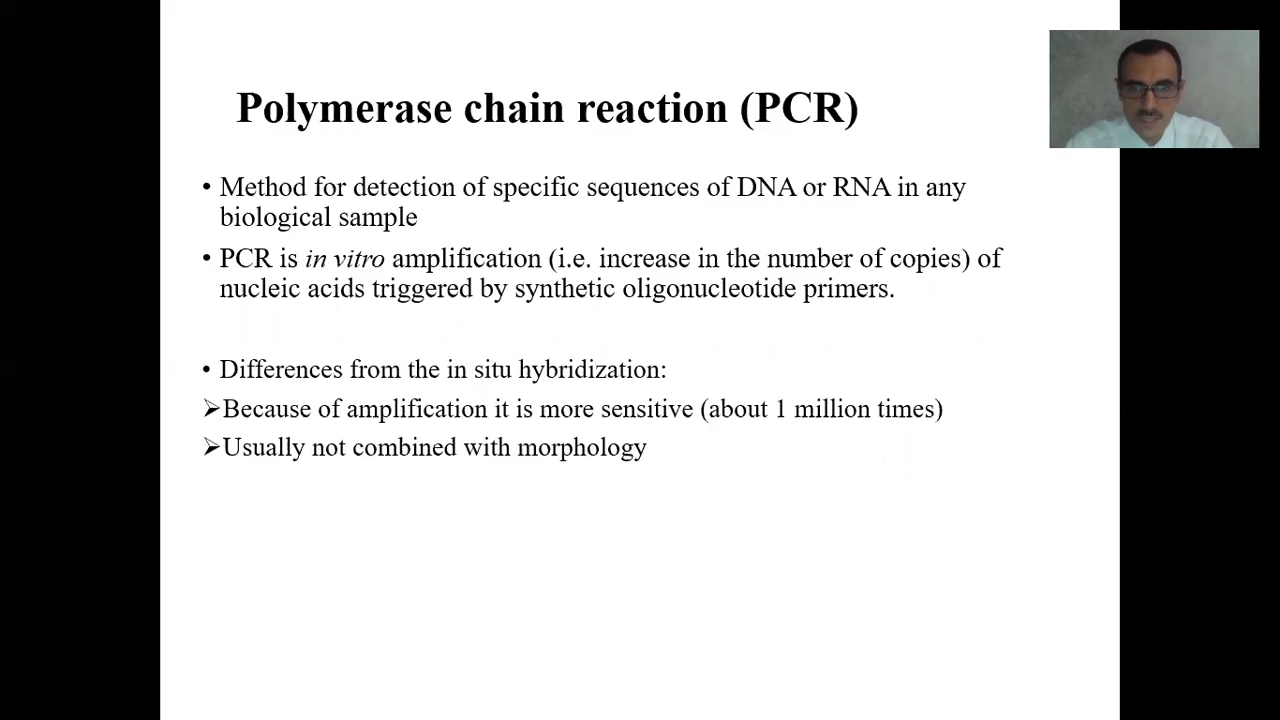 Polymerase chain reaction (PCR)
• Method for detection of specific sequences of DNA or RNA in any
biological sample
• PCR is in vitro amplification (i.e. increase in the number of copies) of
nucleic acids triggered by synthetic oligonucleotide primers.
• Differences from the in situ hybridization:
➢Because of amplification it is more sensitive (about 1 million times)
➢Usually not combined with morphology